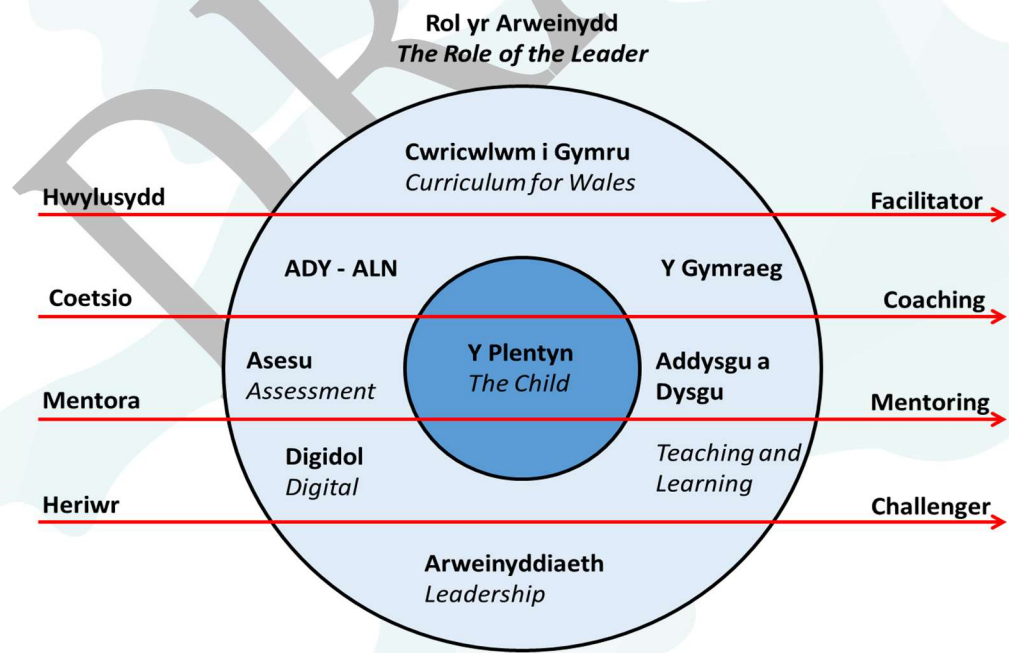 Rol yr Arweinydd
The Role of the Leader
Cwricwlwm i Gymru
Curriculum for Wales
Hwylusydd
Facilitator
ADY - ALN
Y Gymraeg
Coetsio
Coaching
Asesu
Assessment
Y Plentyn
The Child
Addysgu a
Dysgu
Mentora
Mentoring
Digidol
Digital
Teaching and
Learning
Heriwr
Challenger
Arweinyddiaeth
Leadership